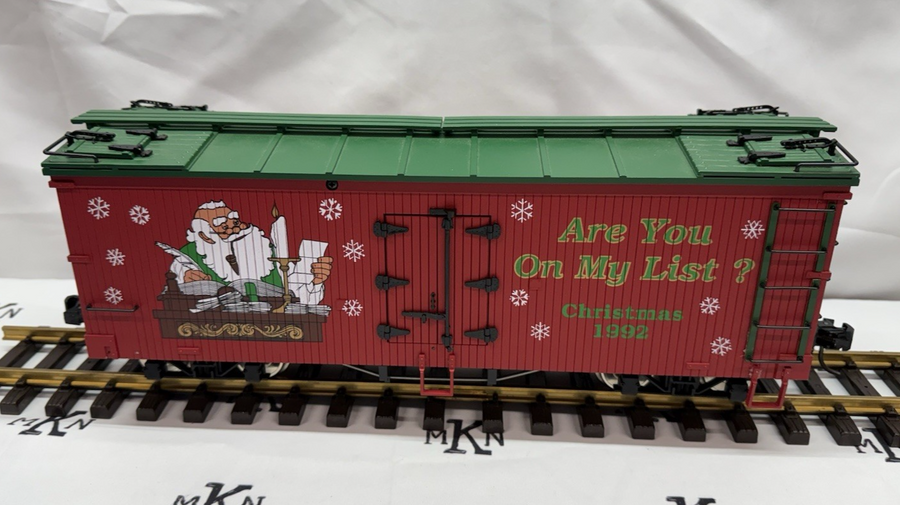 Are You
On My List ?
Christmas
1992
MKN
MKN
MKN